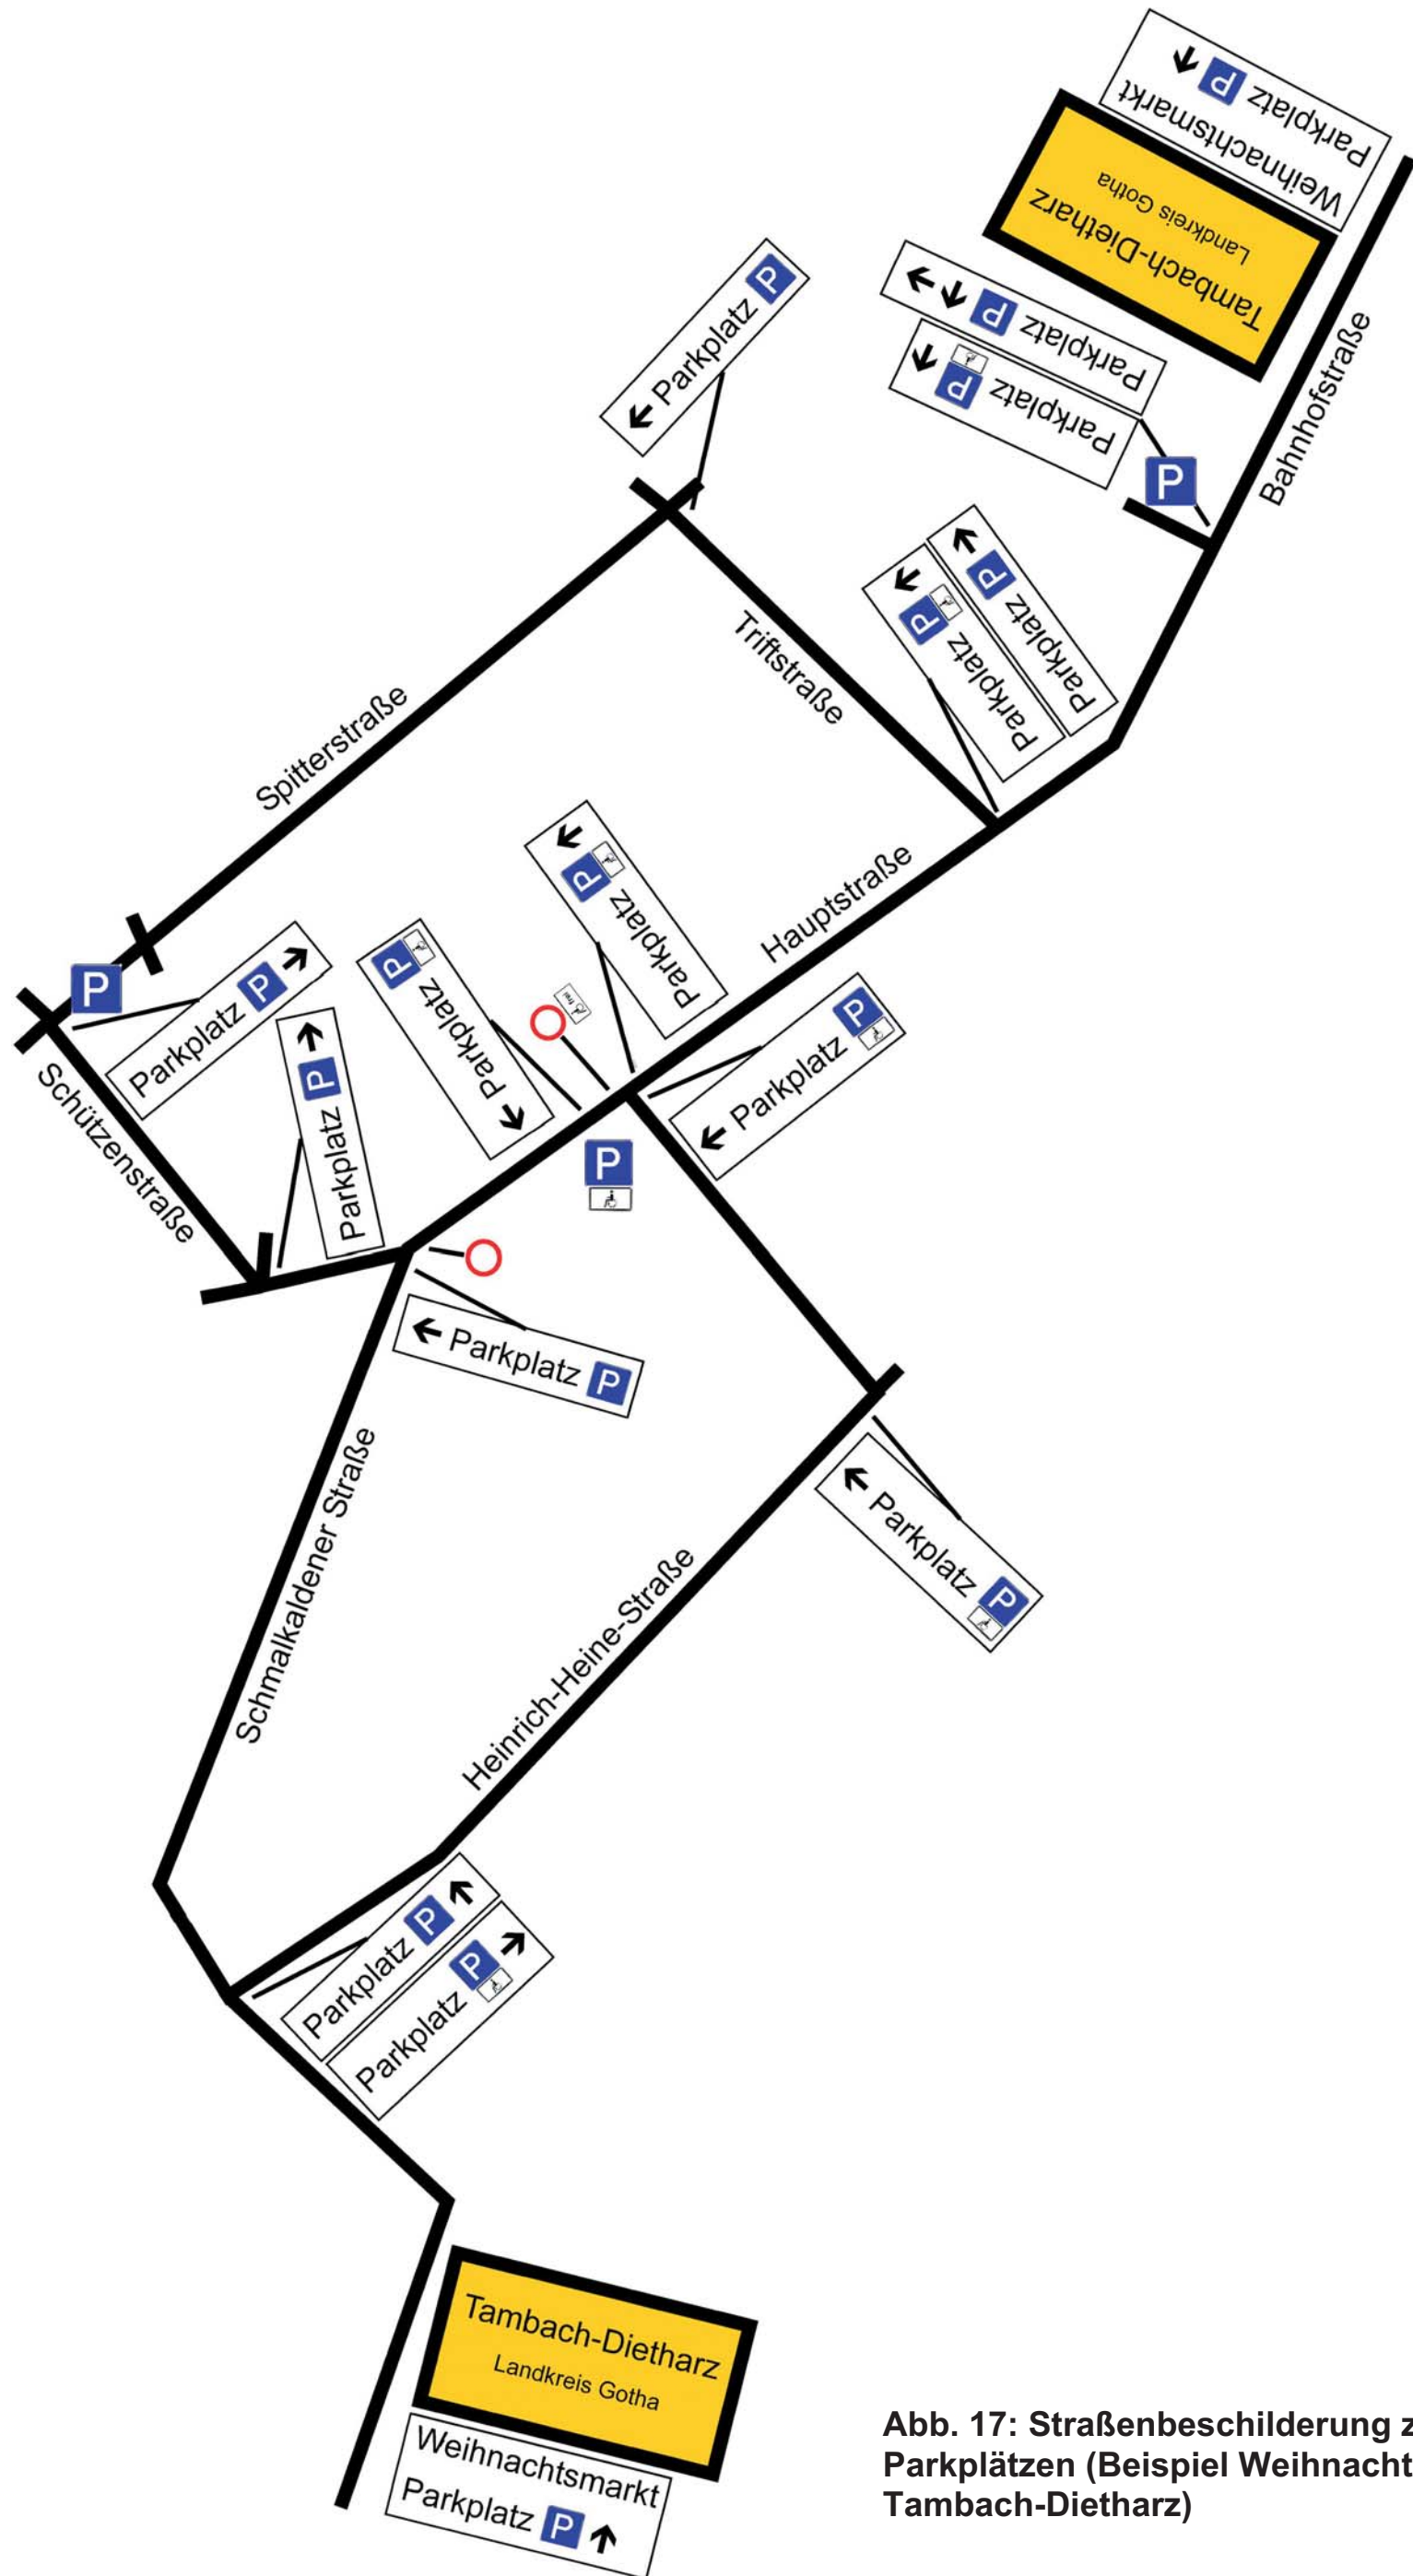 Weihnachtsmarkt
Parkplatz P
Tambach-Dietharz
Landkreis Gotha
Parkplatz P
Parkplatz P
Parkplatz P
P
Bahnhofstraße
Parkplatz P
Parkplatz P
Triftstraße
Spitterstraße
Parkplatz P
Hauptstraße
Parkplatz P
frei
Parkplatz P
P
Parkplatz P
Parkplatz P
Schützenstraße
P
Parkplatz P
Parkplatz P
Schmalkaldener Straße
Heinrich-Heine-Straße
Parkplatz P
Parkplatz P
Tambach-Dietharz
Landkreis Gotha
Weihnachtsmarkt
Parkplatz P
Abb. 17: Straßenbeschilderung z
Parkplätzen (Beispiel Weihnacht
Tambach-Dietharz)